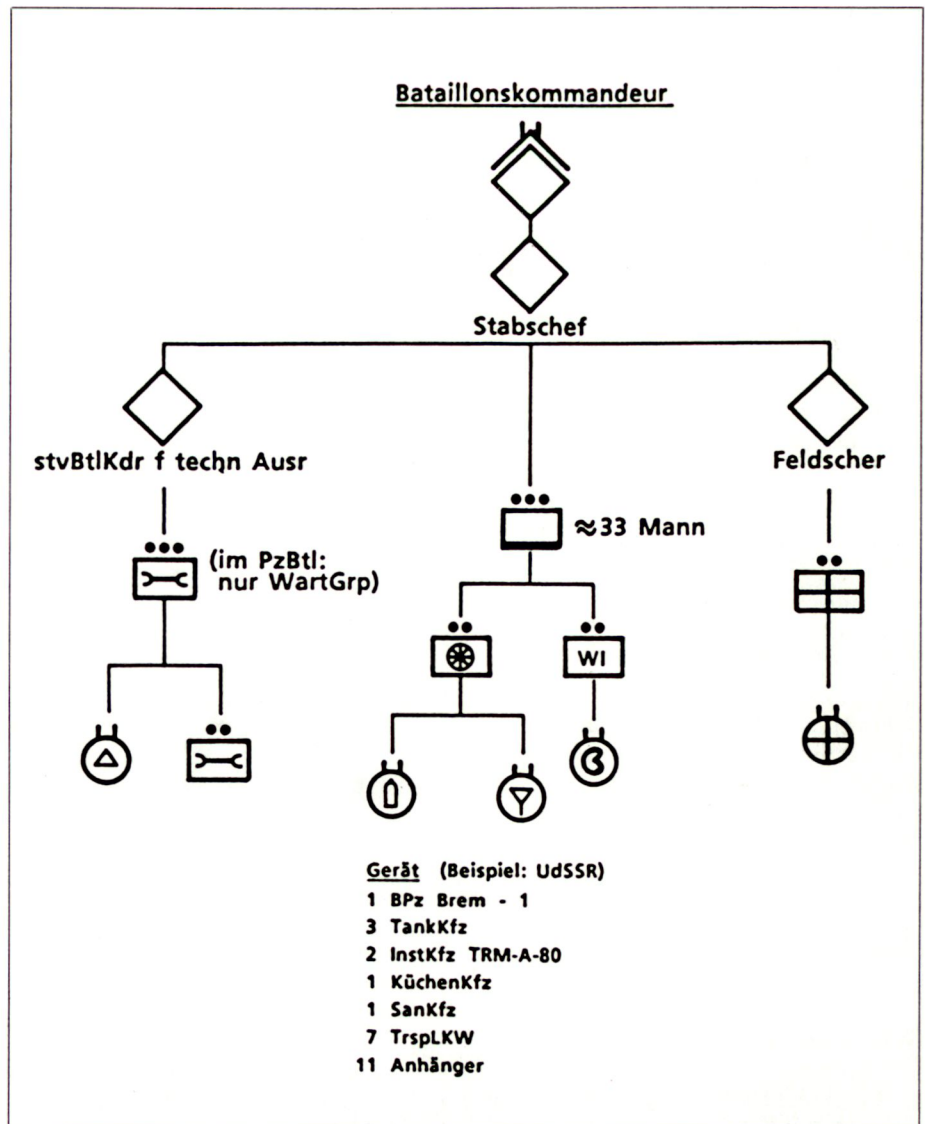 Bataillonskommandeur
Stabschef
stvBtlKdr f techn Ausr
Feldscher
≈33 Mann
(im PzBtl:
nur WartGrp)
WI
Gerät (Beispiel: UdSSR)
1 BPz Brem - 1
3 TankKfz
2 InstKfz TRM-A-80
1 KüchenKfz
1 SanKfz
7 TrspLKW
11 Anhänger